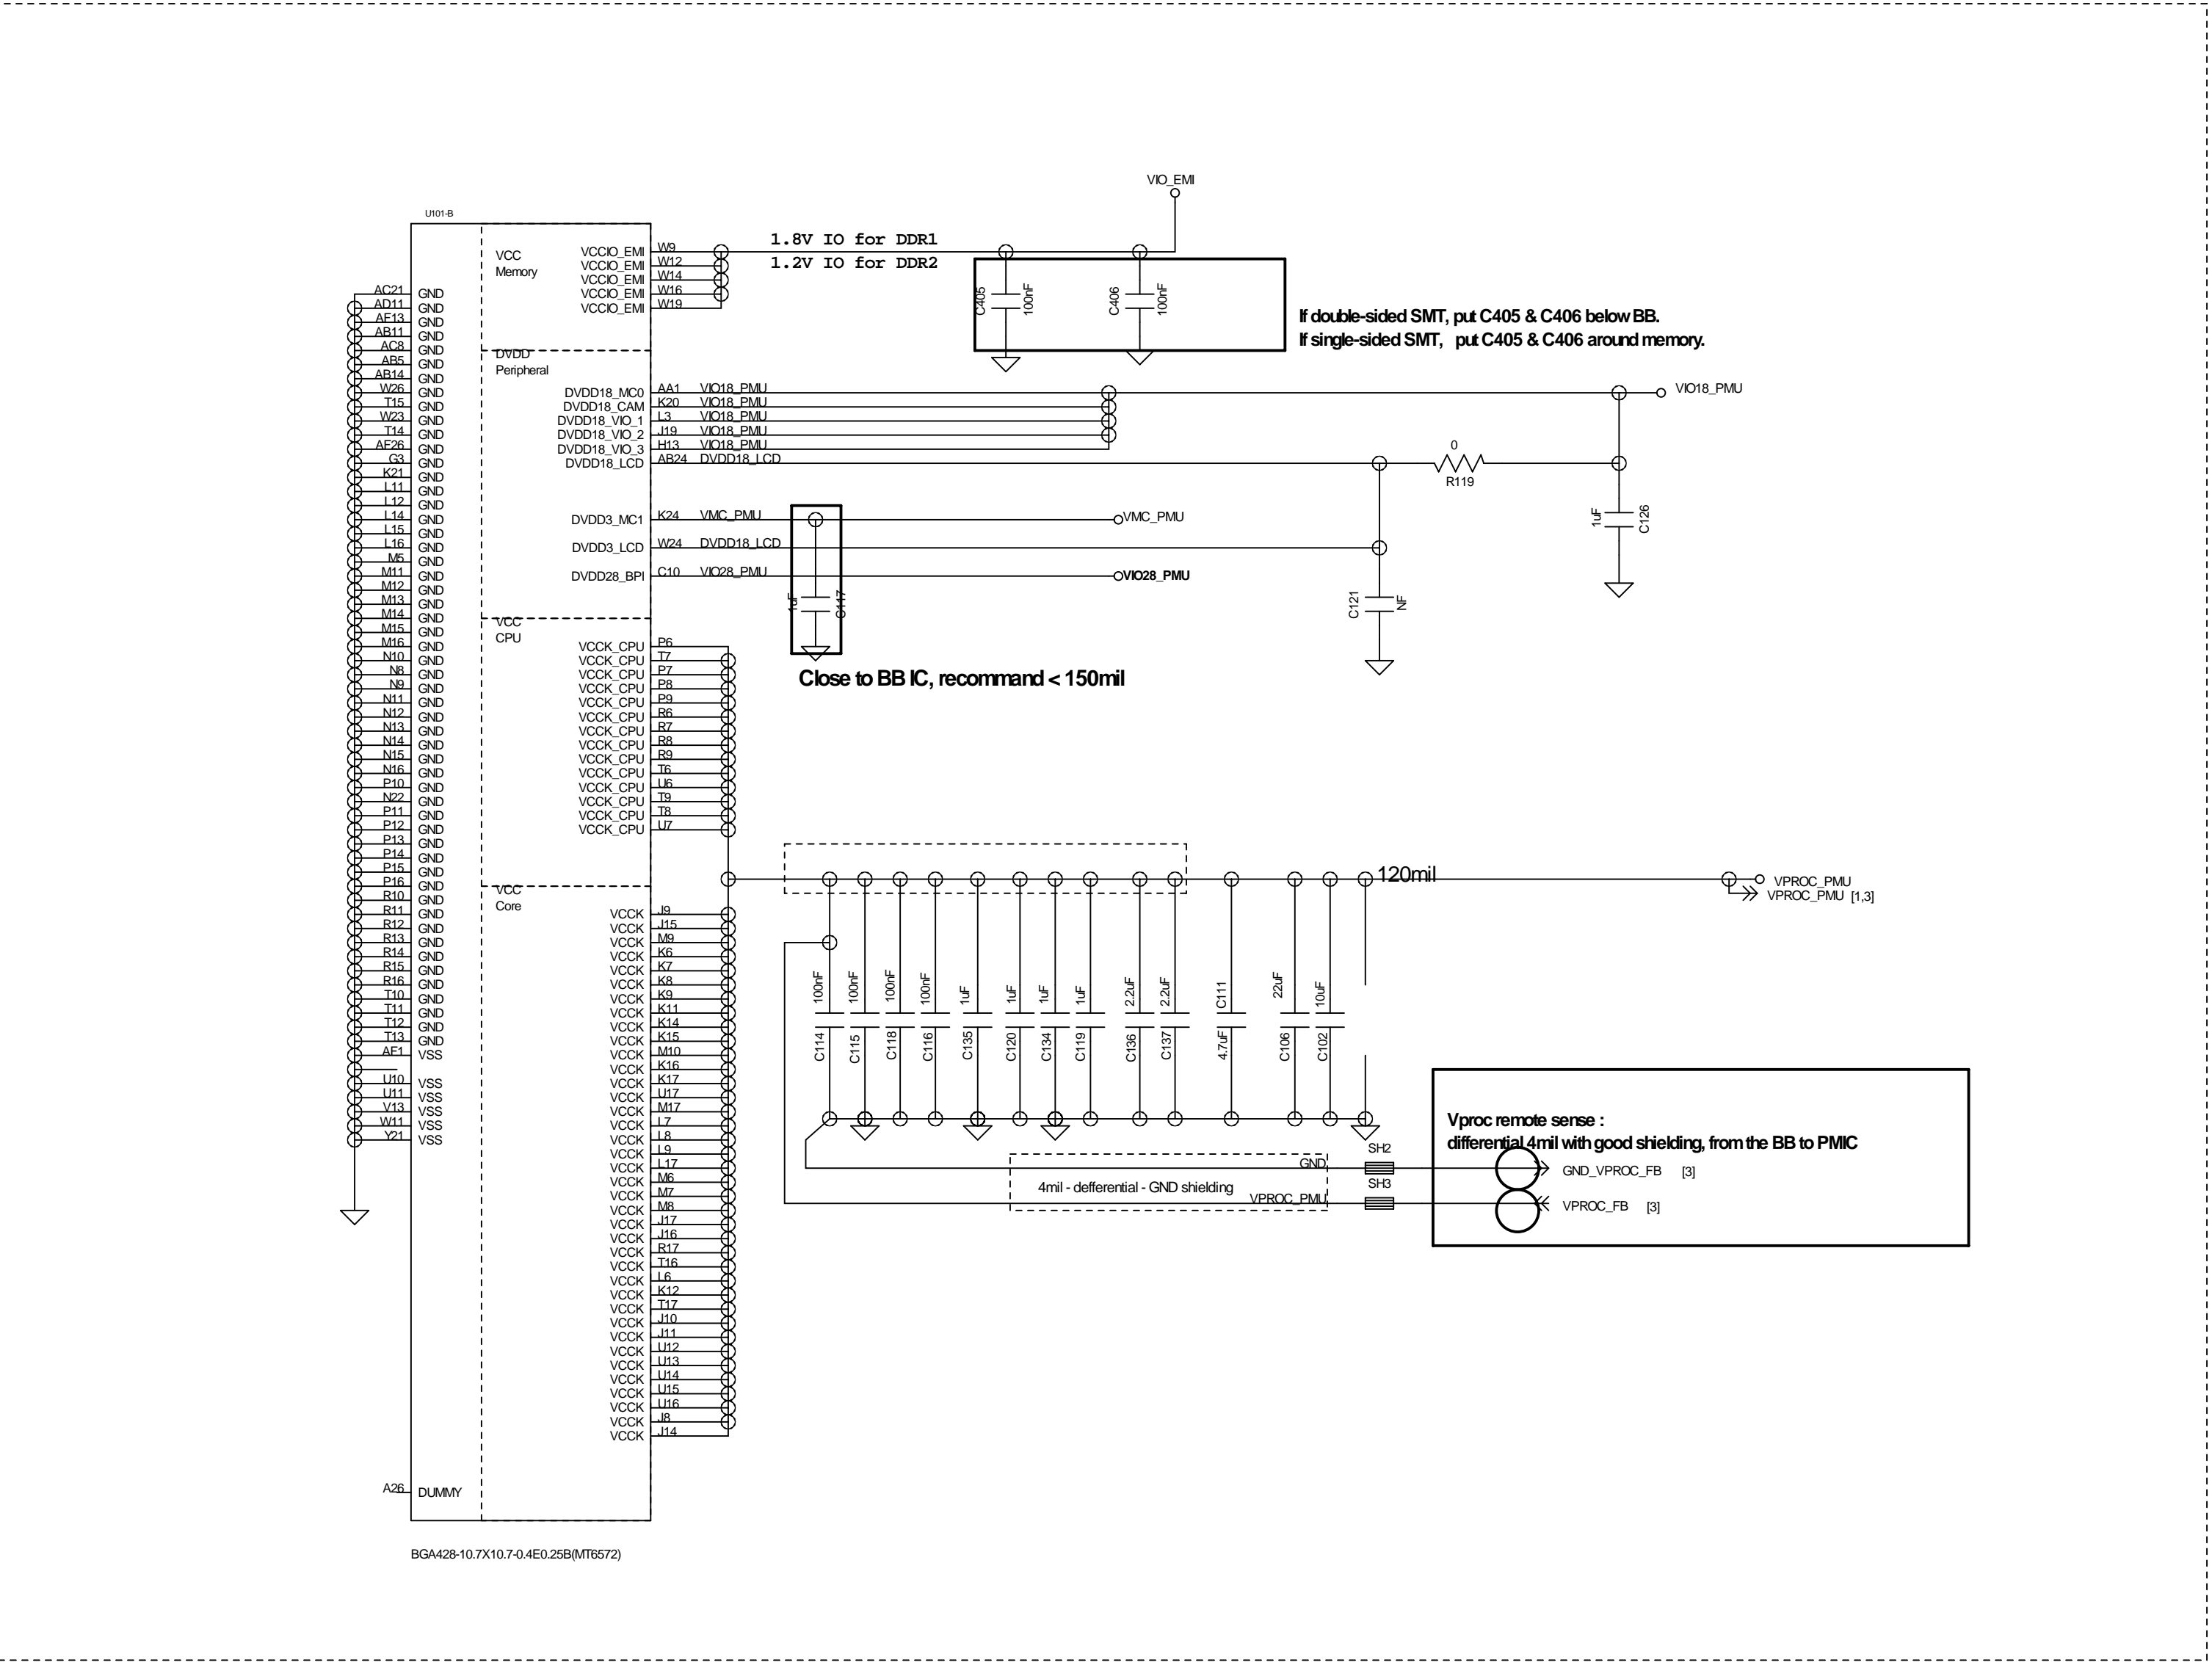 VIO_EMI
U101-B
VCC
Memory
VCCIO_EMI W9
VCCIO_EMI W12
VCCIO_EMI W14
VCCIO_EMI W16
VCCIO_EMI W19
1.8V IO for DDR1
1.2V IO for DDR2
C405 100nF
C406 100nF
If double-sided SMT, put C405 & C406 below BB.
If single-sided SMT, put C405 & C406 around memory.
AC21 GND
AD11 GND
AF13 GND
AB11 GND
AC8 GND
AB5 GND
AB14 GND
W26 GND
T15 GND
W23 GND
T14 GND
AF26 GND
G3 GND
K21 GND
L11 GND
L12 GND
L14 GND
L15 GND
L16 GND
M5 GND
M11 GND
M12 GND
M13 GND
M14 GND
M15 GND
M16 GND
N10 GND
N8 GND
N9 GND
N11 GND
N12 GND
N13 GND
N14 GND
N15 GND
N16 GND
P10 GND
N22 GND
P11 GND
P12 GND
P13 GND
P14 GND
P15 GND
P16 GND
R10 GND
R11 GND
R12 GND
R13 GND
R14 GND
R15 GND
R16 GND
T10 GND
T11 GND
T12 GND
T13 GND
AF1 VSS
U10 VSS
U11 VSS
V13 VSS
W11 VSS
Y21 VSS
A26 DUMMY
DVDD
Peripheral
DVDD18_MC0 AA1 VIO18_PMU
DVDD18_CAM K20 VIO18_PMU
DVDD18_VIO_1 L3 VIO18_PMU
DVDD18_VIO_2 J19 VIO18_PMU
DVDD18_VIO_3 H13 VIO18_PMU
DVDD18_LCD AB24 DVDD18_LCD
VIO18_PMU
0
R119
1uF C126
DVDD3_MC1 K24 VMC_PMU
VMC_PMU
DVDD3_LCD W24 DVDD18_LCD
DVDD28_BPI C10 VIO28_PMU
VIO28_PMU
1uF C117
C121 NF
Close to BB IC, recommand < 150mil
VCC
CPU
VCCK_CPU P6
VCCK_CPU T7
VCCK_CPU P7
VCCK_CPU P8
VCCK_CPU P9
VCCK_CPU R6
VCCK_CPU R7
VCCK_CPU R8
VCCK_CPU R9
VCCK_CPU T6
VCCK_CPU U6
VCCK_CPU T9
VCCK_CPU T8
VCCK_CPU U7
VCC
Core
VCCK J9
VCCK J15
VCCK M9
VCCK K6
VCCK K7
VCCK K8
VCCK K9
VCCK K11
VCCK K14
VCCK K15
VCCK M10
VCCK K16
VCCK K17
VCCK U17
VCCK M17
VCCK L7
VCCK L8
VCCK L9
VCCK L17
VCCK M6
VCCK M7
VCCK M8
VCCK J17
VCCK J16
VCCK R17
VCCK T16
VCCK L6
VCCK K12
VCCK T17
VCCK J10
VCCK J11
VCCK U12
VCCK U13
VCCK U14
VCCK U15
VCCK U16
VCCK J8
VCCK J14
120mil
VPROC_PMU
VPROC_PMU [1,3]
C114 100nF
C115 100nF
C118 100nF
C116 100nF
C135 1uF
C120 1uF
C134 1uF
C119 1uF
C136 2.2uF
C137 2.2uF
4.7uF C111
C106 22uF
C102 10uF
Vproc remote sense :
differential 4mil with good shielding, from the BB to PMIC
GND SH2 GND_VPROC_FB [3]
4mil - defferential - GND shielding
VPROC_PMU SH3 VPROC_FB [3]
BGA428-10.7X10.7-0.4E0.25B(MT6572)